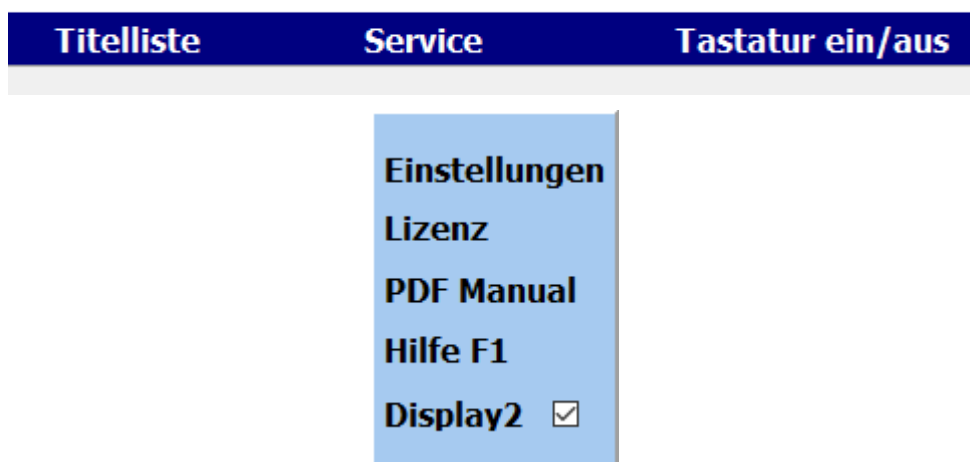 Titelliste Service Tastatur ein/aus
Einstellungen
Lizenz
PDF Manual
Hilfe F1
Display2